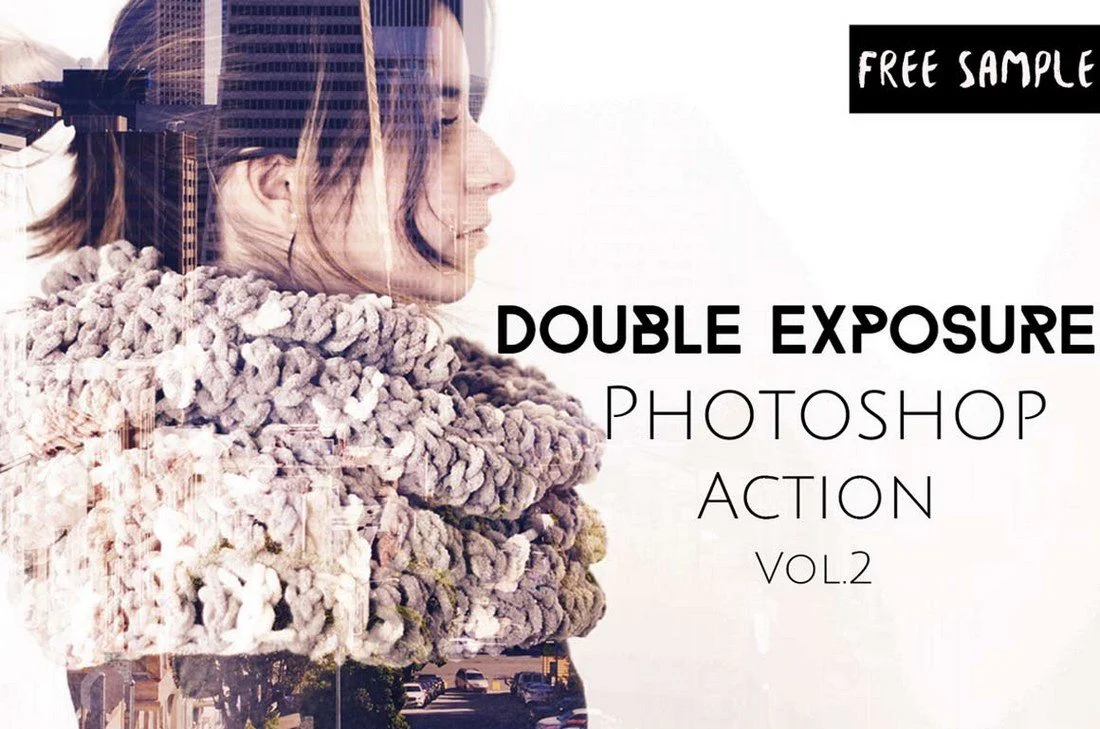 FREE SAMPLE
DOUBLE EXPOSURE
PHOTOSHOP
ACTION
VOL.2